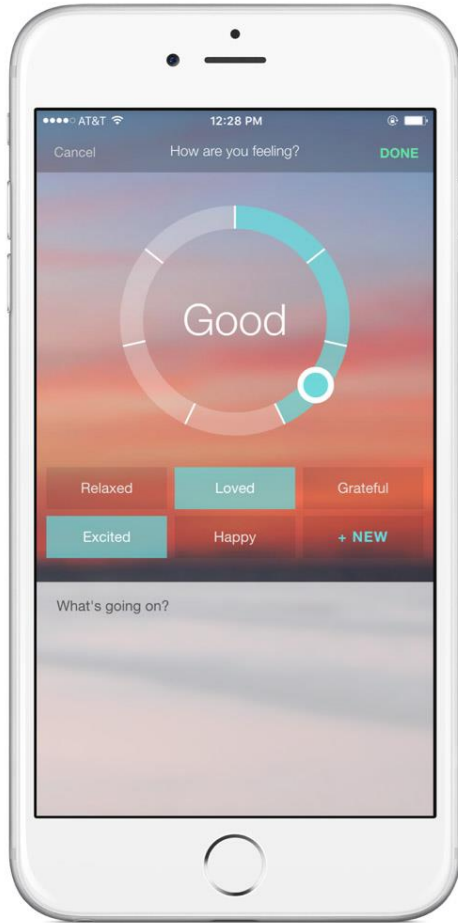 AT&T 12:28 PM
Cancel How are you feeling? DONE
Good
Relaxed Loved Grateful
Excited Happy + NEW
What's going on?